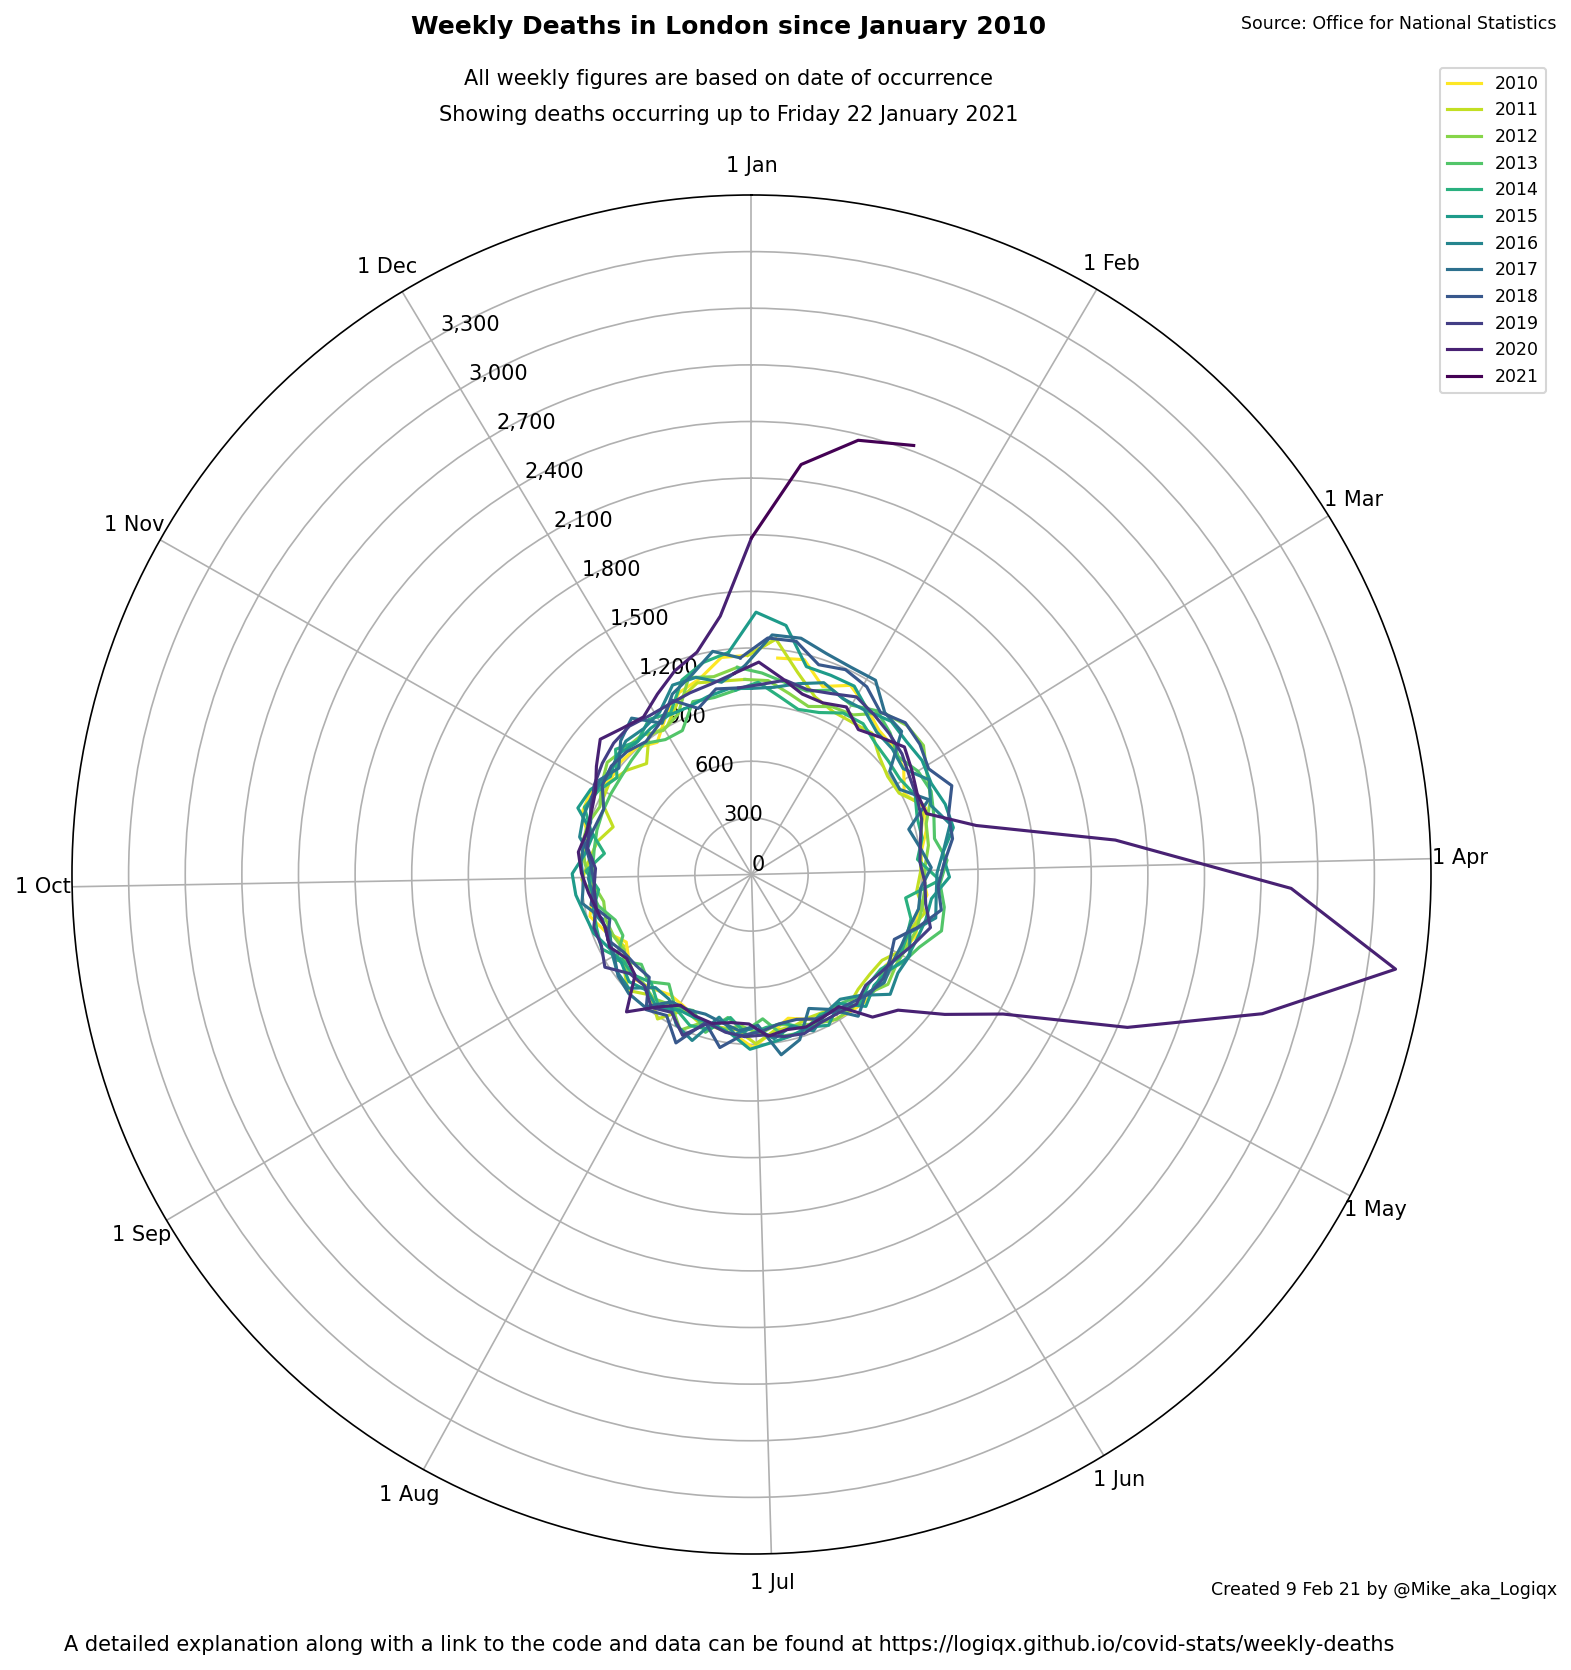 Weekly Deaths in London since January 2010
Source: Office for National Statistics
All weekly figures are based on date of occurrence
Showing deaths occurring up to Friday 22 January 2021
2010
2011
2012
2013
2014
2015
2016
2017
2018
2019
2020
2021
1 Jan
1 Feb
1 Mar
1 Apr
1 May
1 Jun
1 Jul
1 Aug
1 Sep
1 Oct
1 Nov
1 Dec
3,300
3,000
2,700
2,400
2,100
1,800
1,500
1,200
900
600
300
0
Created 9 Feb 21 by @Mike_aka_Logiqx
A detailed explanation along with a link to the code and data can be found at https://logiqx.github.io/covid-stats/weekly-deaths